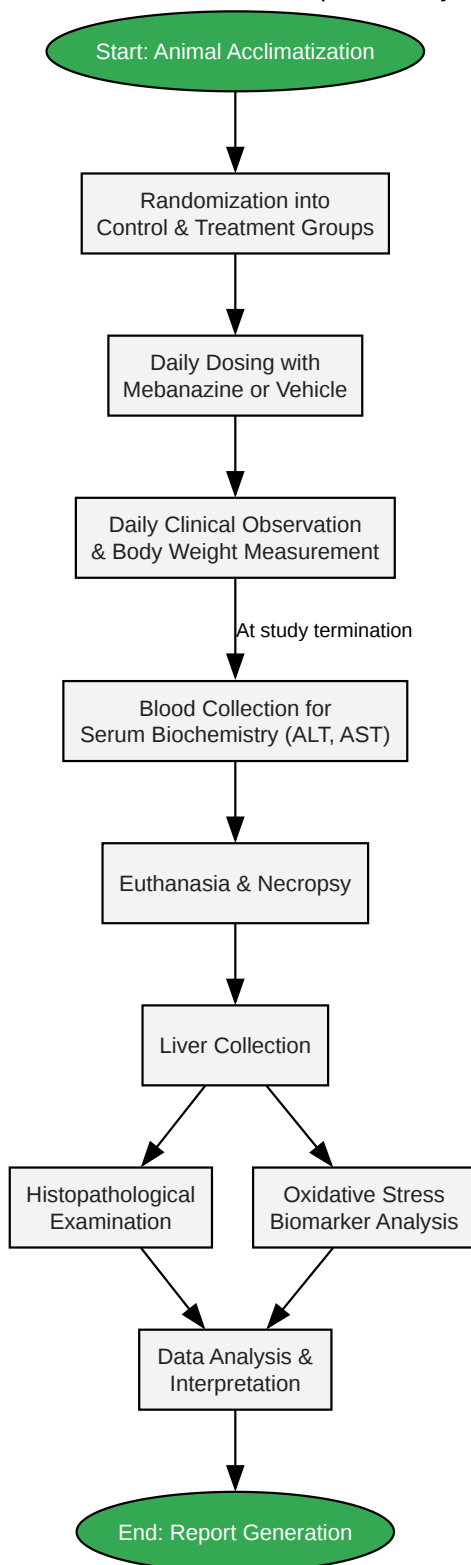 Start: Animal Acclimatization
Randomization into
Control & Treatment Groups
Daily Dosing with
Mebanazine or Vehicle
Daily Clinical Observation
& Body Weight Measurement
At study termination
Blood Collection for
Serum Biochemistry (ALT, AST)
Euthanasia & Necropsy
Liver Collection
Histopathological
Examination
Oxidative Stress
Biomarker Analysis
Data Analysis &
Interpretation
End: Report Generation